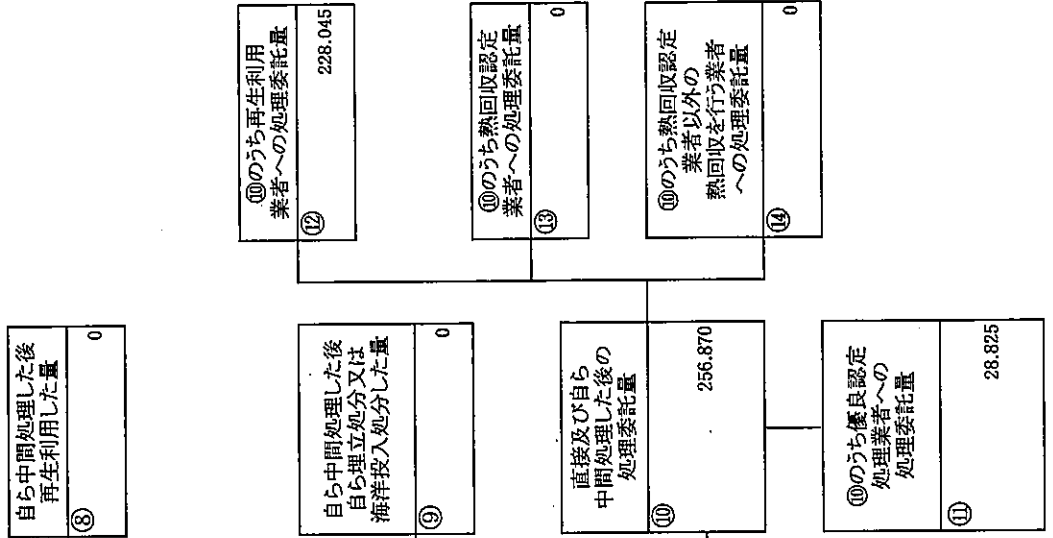 自ら中間処理した後
再生利用した量
⑧
0
自ら中間処理した後
自ら埋立処分又は
海洋投入処分した量
⑨
0
直接及び自ら
中間処理した後の
処理委託量
⑩
256.870
⑩のうち優良認定
処理業者への
処理委託量
⑪
28.825
⑩のうち再生利用
業者への処理委託量
⑫
228.045
⑩のうち熱回収認定
業者への処理委託量
⑬
0
⑩のうち熱回収認定
業者以外の
熱回収を行う業者
への処理委託量
⑭
0